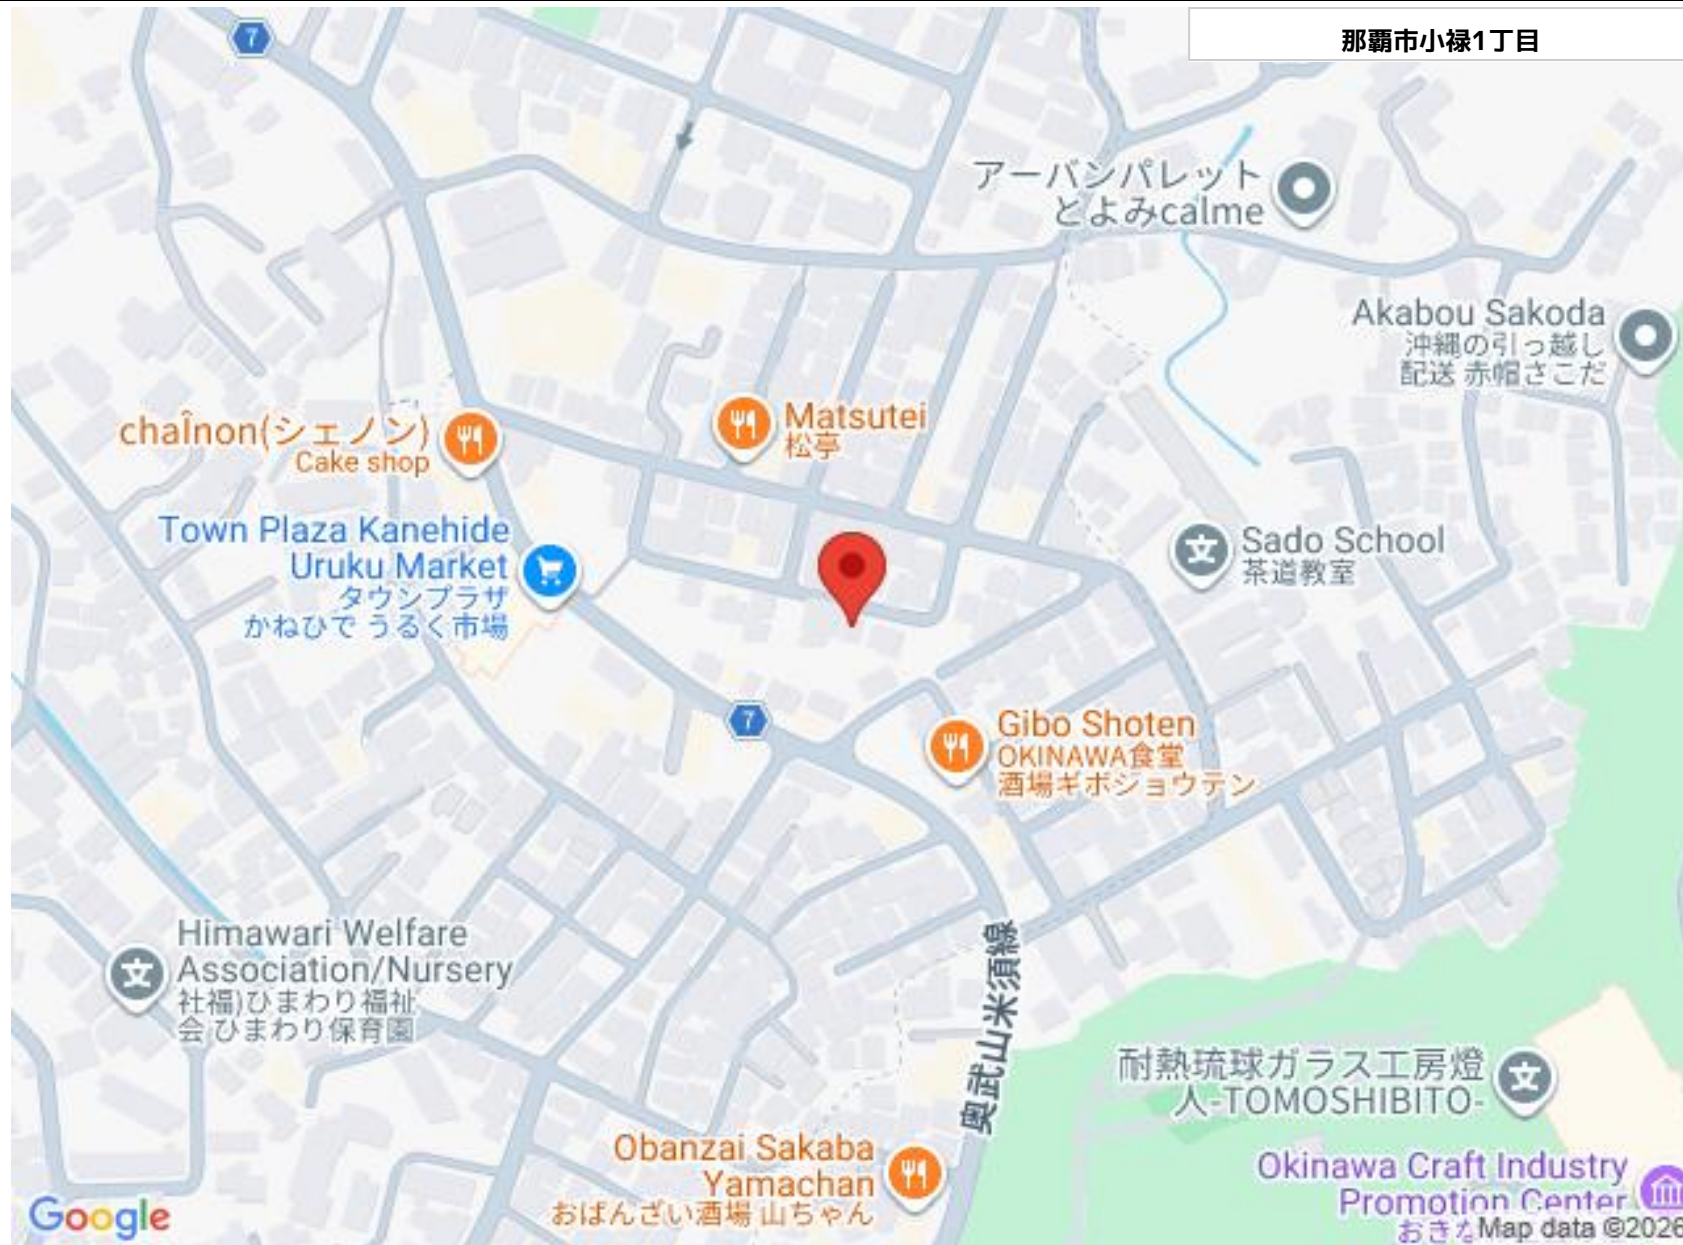 那覇市小禄1丁目
7
アーバンパレット
とよみcalme
Akabou Sakoda
沖縄の引っ越し
配送 赤帽さこだ
chaÎnon(シェノン)
Cake shop
Matsutei
松亭
Town Plaza Kanehide
Uruku Market
タウンプラザ
かねひで うるく市場
Sado School
茶道教室
7
Gibo Shoten
OKINAWA食堂
酒場ギボショウテン
Himawari Welfare
Association/Nursery
社福)ひまわり福祉
会 ひまわり保育園
奥武山米須線
耐熱琉球ガラス工房燈
人-TOMOSHIBITO-
Obanzai Sakaba
Yamachan
おばんざい酒場 山ちゃん
Okinawa Craft Industry
Promotion Center
おきな
Google
Map data ©2026